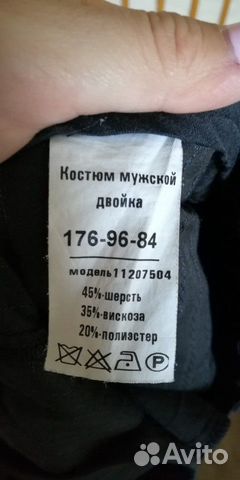 Костюм мужской
двойка
176-96-84
модель11207504
45%-шерсть
35%-вискоза
20%-полиэстер
P
Avito